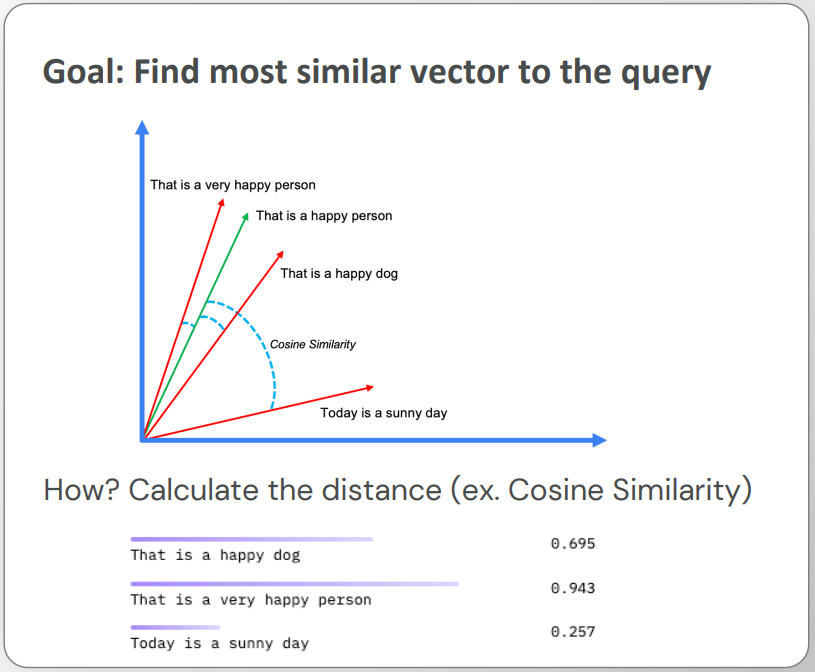 Goal: Find most similar vector to the query
That is a very happy person
That is a happy person
That is a happy dog
Cosine Similarity
Today is a sunny day
How? Calculate the distance (ex. Cosine Similarity)
That is a happy dog 0.695
That is a very happy person 0.943
Today is a sunny day 0.257